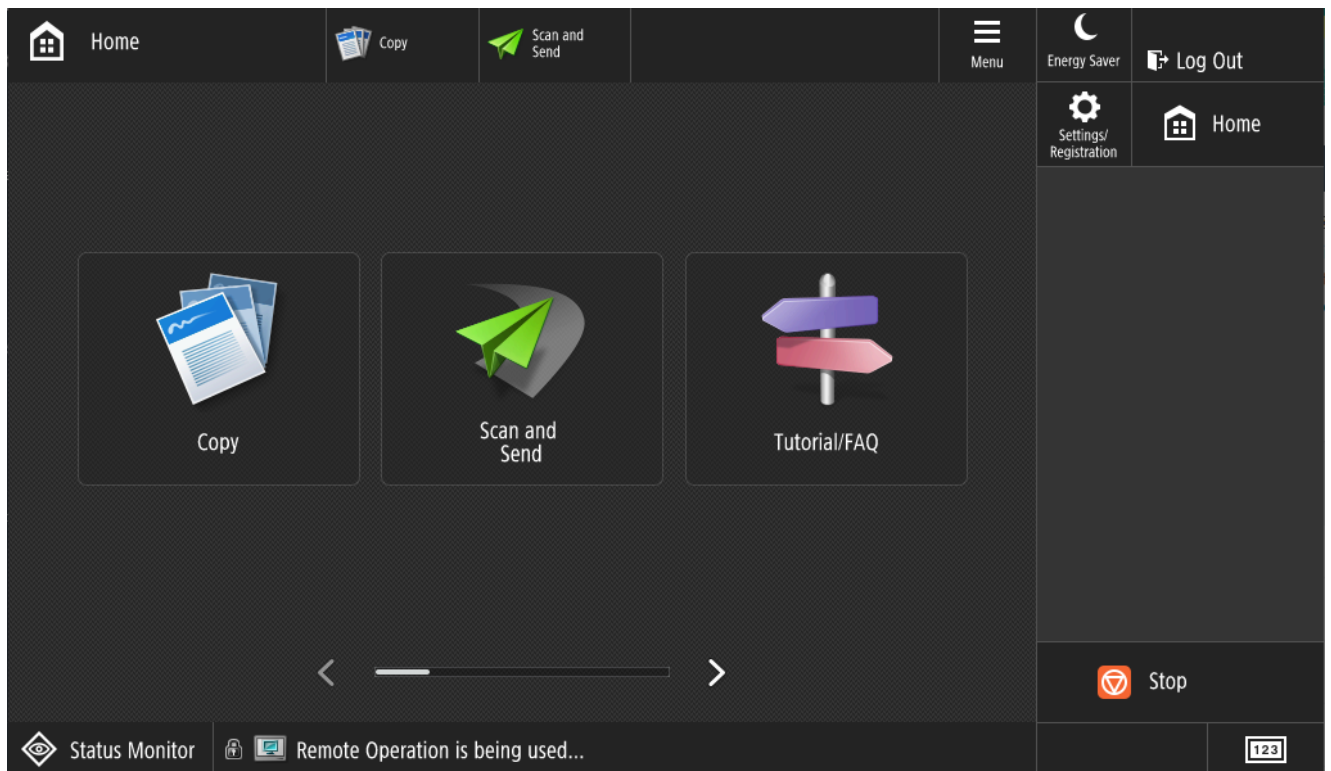 Home
Copy
Scan and
Send
Menu
Energy Saver
Log Out
Settings/
Registration
Home
Copy
Scan and
Send
Tutorial/FAQ
Stop
Status Monitor
Remote Operation is being used...
123